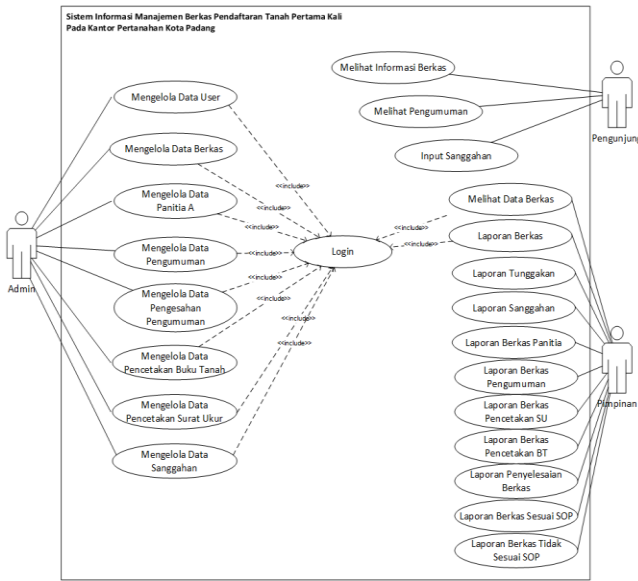 Sistem Informasi Manajemen Berkas Pendaftaran Tanah Pertama Kali
Pada Kantor Pertanahan Kota Padang
Mengelola Data User
Mengelola Data Berkas
Mengelola Data
Panitia A
Mengelola Data
Pengumuman
Mengelola Data
Pengesahan
Pengumuman
Mengelola Data
Pencetakan Buku Tanah
Mengelola Data
Pencetakan Surat Ukur
Mengelola Data
Sanggahan
Admin
<<include>>
<<include>>
<<include>>
<<include>>
<<include>>
<<include>>
<<include>>
<<include>>
Login
<<include>>
<<include>>
Melihat Informasi Berkas
Melihat Pengumuman
Input Sanggahan
Pengunjung
Melihat Data Berkas
Laporan Berkas
Laporan Tunggakan
Laporan Sanggahan
Laporan Berkas Panitia
Laporan Berkas
Pengumuman
Laporan Berkas
Pencetakan SU
Laporan Berkas
Pencetakan BT
Laporan Penyelesaian
Berkas
Laporan Berkas Sesuai SOP
Laporan Berkas Tidak
Sesuai SOP
Pimpinan